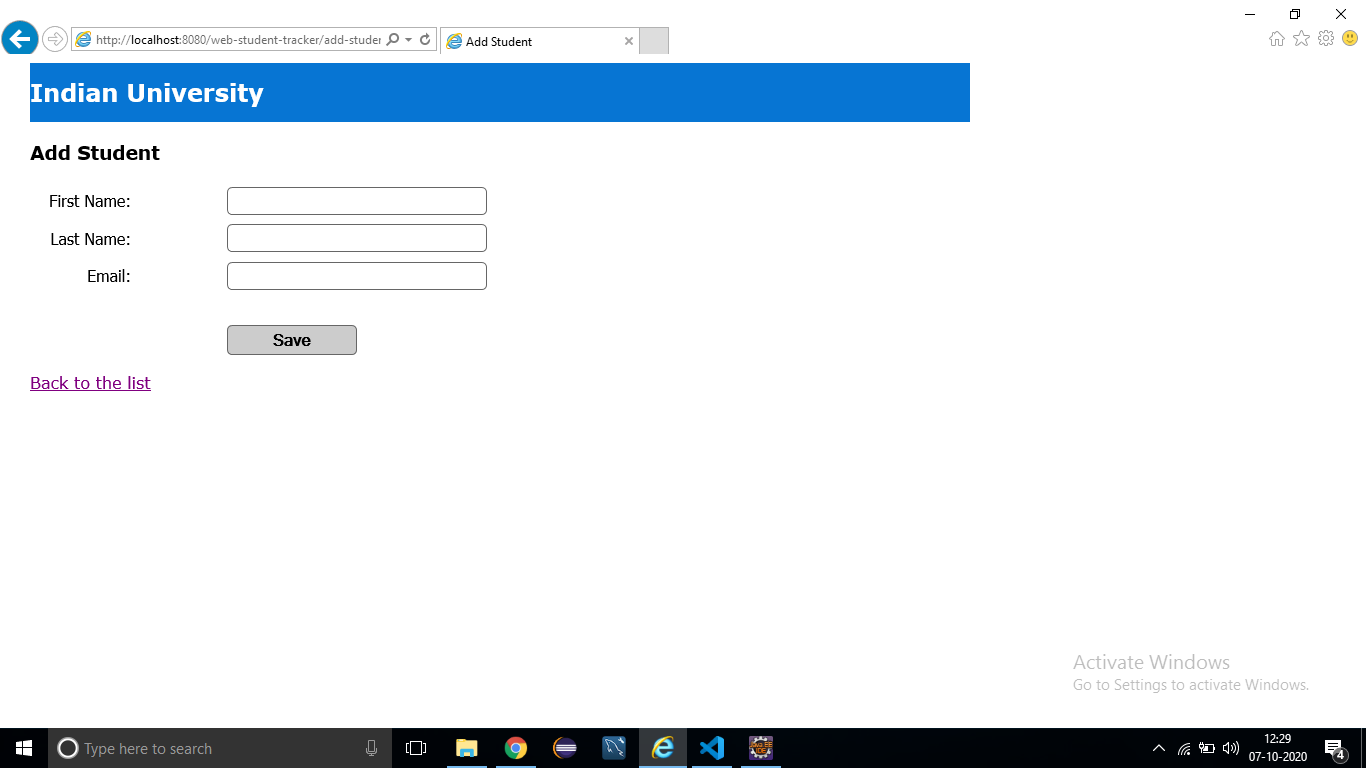 http://localhost:8080/web-student-tracker/add-studer
Add Student
Indian University
Add Student
First Name:
Last Name:
Email:
Save
Back to the list
Activate Windows
Go to Settings to activate Windows.
Type here to search
12:29
07-10-2020
4